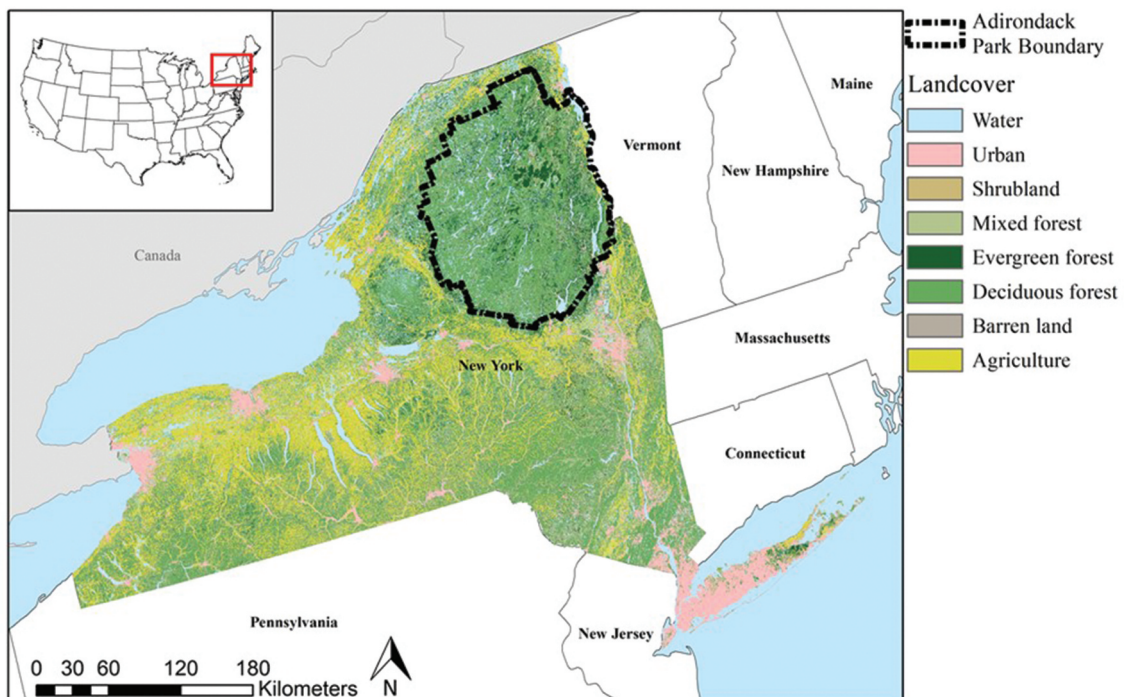 Adirondack
Park Boundary
Landcover
Water
Urban
Shrubland
Mixed forest
Evergreen forest
Deciduous forest
Barren land
Agriculture
Maine
Vermont
New Hampshire
Canada
Massachusetts
New York
Connecticut
Pennsylvania
New Jersey
0 30 60 120 180
Kilometers
N